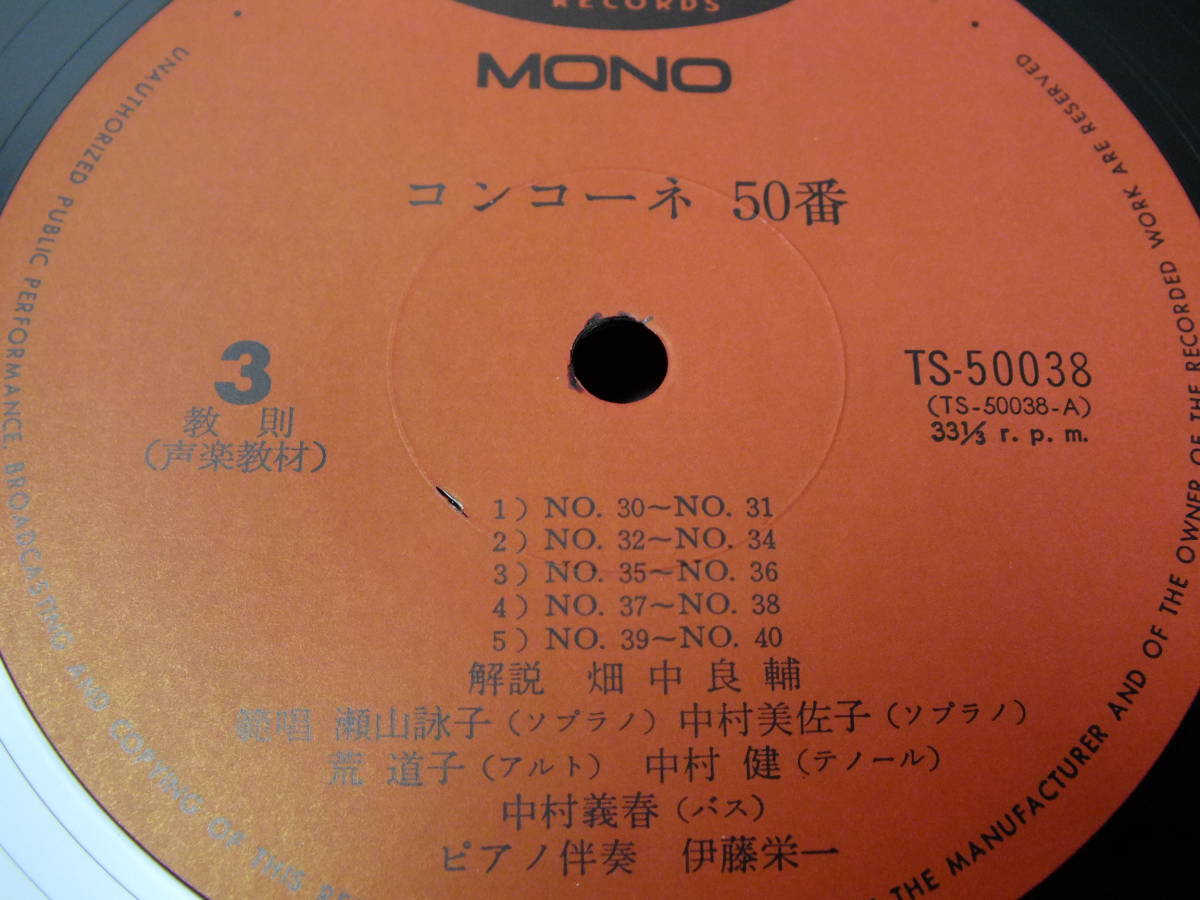 RECORDS
MONO
コンコーネ 50番
3
教則
(声楽教材)
TS-50038
(TS-50038-A)
33⅓ r.p.m.
1) NO. 30〜NO. 31
2) NO. 32〜NO. 34
3) NO. 35〜NO. 36
4) NO. 37〜NO. 38
5) NO. 39〜NO. 40
解説 畑中良輔
範唱 瀬山詠子(ソプラノ) 中村美佐子(ソプラノ)
荒 道子(アルト) 中村 健(テノール)
中村義春(バス)
ピアノ伴奏 伊藤栄一
UNAUTHORIZED PUBLIC PERFORMANCE, BROADCASTING AND COPYING OF THIS
THE MANUFACTURER AND OF THE OWNER OF THE RECORDED WORK ARE RESERVED